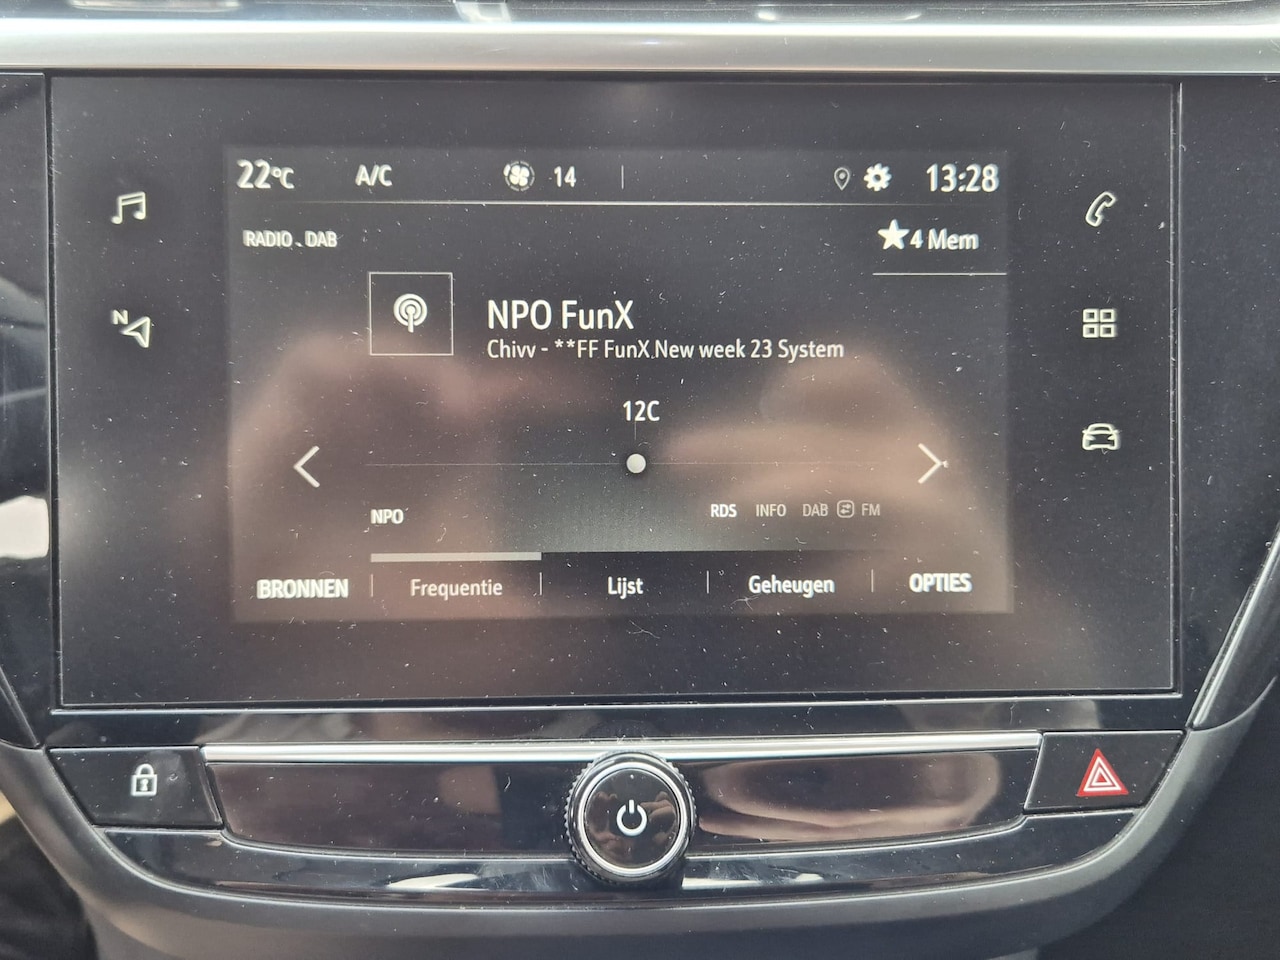 22°C A/C 14 13:28
RADIO - DAB 4 Mem
NPO FunX
Chivv - **FF FunX New week 23 System
12C
NPO RDS INFO DAB FM
BRONNEN Frequentie Lijst Geheugen OPTIES
N